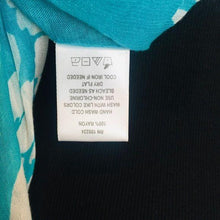 100% RAYON
HAND WASH COLD
WASH WITH LIKE COLORS
USE NON-CHLORINE
BLEACH AS NEEDED
DRY FLAT
COOL IRON IF NEEDED